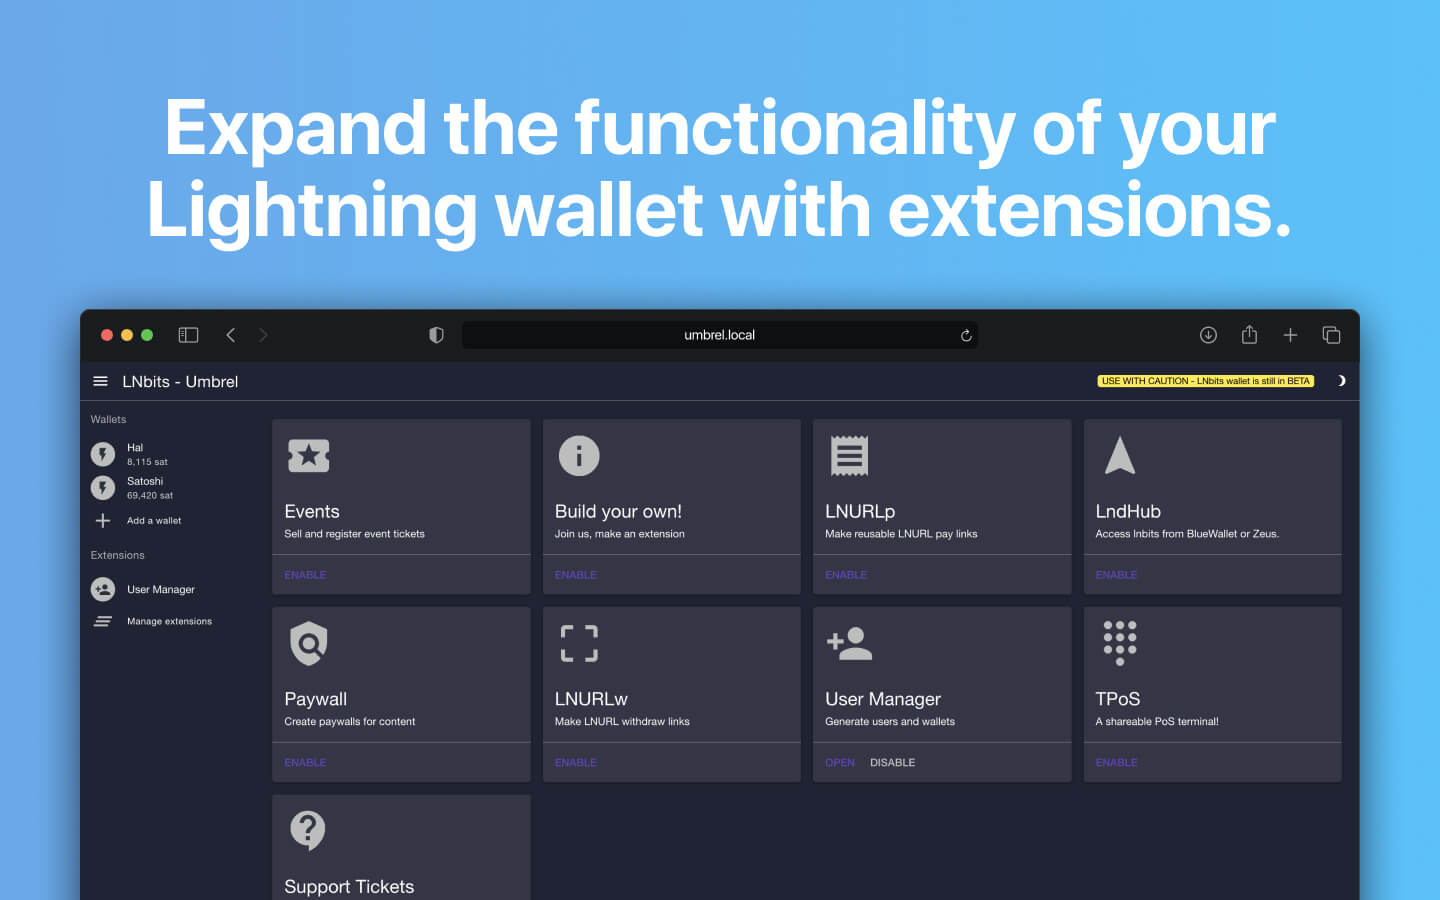 Expand the functionality of your
Lightning wallet with extensions.
umbrel.local
LNbits - Umbrel
USE WITH CAUTION - LNbits wallet is still in BETA
Wallets
Hal
8,115 sat
Satoshi
69,420 sat
Add a wallet
Extensions
User Manager
Manage extensions
Events
Sell and register event tickets
ENABLE
Build your own!
Join us, make an extension
ENABLE
LNURLp
Make reusable LNURL pay links
ENABLE
LndHub
Access lnbits from BlueWallet or Zeus.
ENABLE
Paywall
Create paywalls for content
ENABLE
LNURLw
Make LNURL withdraw links
ENABLE
User Manager
Generate users and wallets
OPEN DISABLE
TPoS
A shareable PoS terminal!
ENABLE
Support Tickets